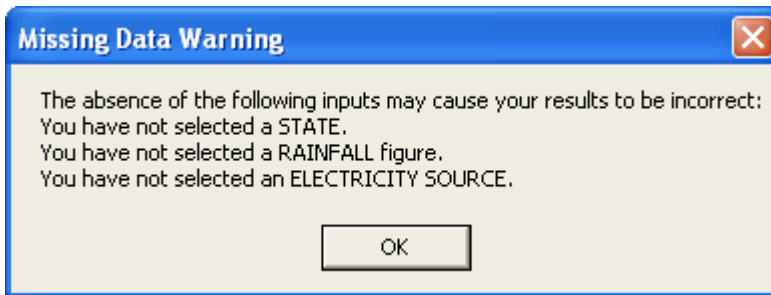 Missing Data Warning
The absence of the following inputs may cause your results to be incorrect:
You have not selected a STATE.
You have not selected a RAINFALL figure.
You have not selected an ELECTRICITY SOURCE.
OK